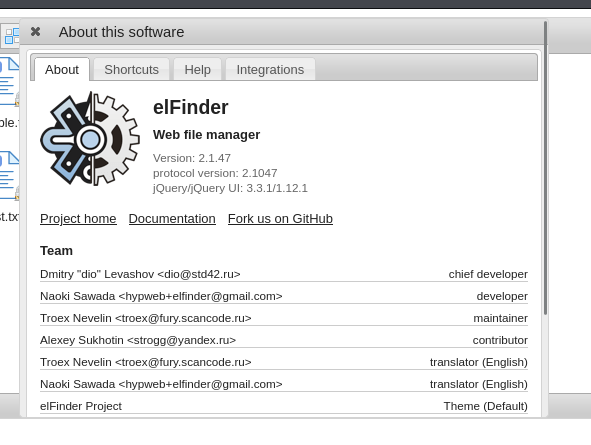 About this software
About Shortcuts Help Integrations
elFinder
Web file manager
Version: 2.1.47
protocol version: 2.1047
jQuery/jQuery UI: 3.3.1/1.12.1
Project home Documentation Fork us on GitHub
Team
Dmitry "dio" Levashov <dio@std42.ru> chief developer
Naoki Sawada <hypweb+elfinder@gmail.com> developer
Troex Nevelin <troex@fury.scancode.ru> maintainer
Alexey Sukhotin <strogg@yandex.ru> contributor
Troex Nevelin <troex@fury.scancode.ru> translator (English)
Naoki Sawada <hypweb+elfinder@gmail.com> translator (English)
elFinder Project Theme (Default)